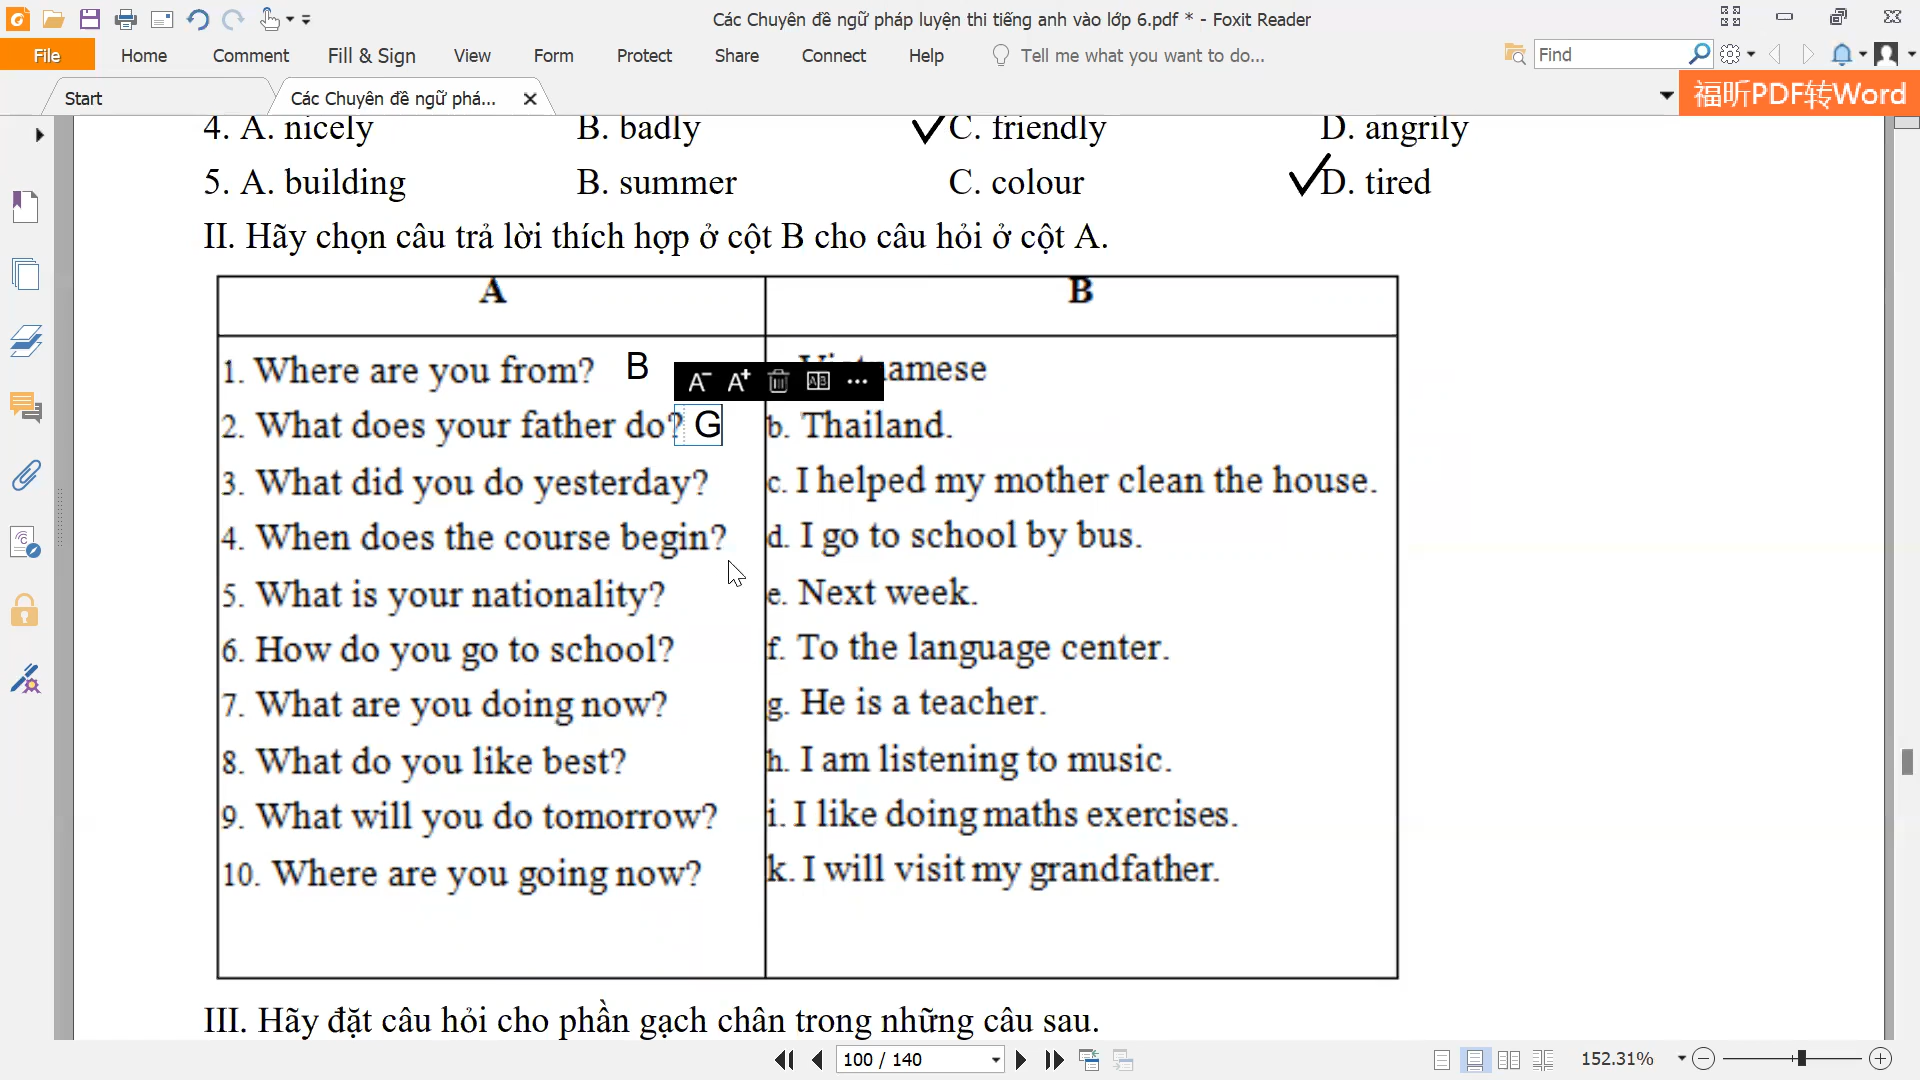 Các Chuyên đề ngữ pháp luyện thi tiếng anh vào lớp 6.pdf * - Foxit Reader
File Home Comment Fill & Sign View Form Protect Share Connect Help Tell me what you want to do... Find
Start Các Chuyên đề ngữ phá... 福昕PDF转Word
4. A. nicely B. badly C. friendly D. angrily
5. A. building B. summer C. colour D. tired
II. Hãy chọn câu trả lời thích hợp ở cột B cho câu hỏi ở cột A.
A B
1. Where are you from? B
2. What does your father do? G b. Thailand.
3. What did you do yesterday? c. I helped my mother clean the house.
4. When does the course begin? d. I go to school by bus.
5. What is your nationality? e. Next week.
6. How do you go to school? f. To the language center.
7. What are you doing now? g. He is a teacher.
8. What do you like best? h. I am listening to music.
9. What will you do tomorrow? i. I like doing maths exercises.
10. Where are you going now? k. I will visit my grandfather.
III. Hãy đặt câu hỏi cho phần gạch chân trong những câu sau.
100 / 140 152.31%